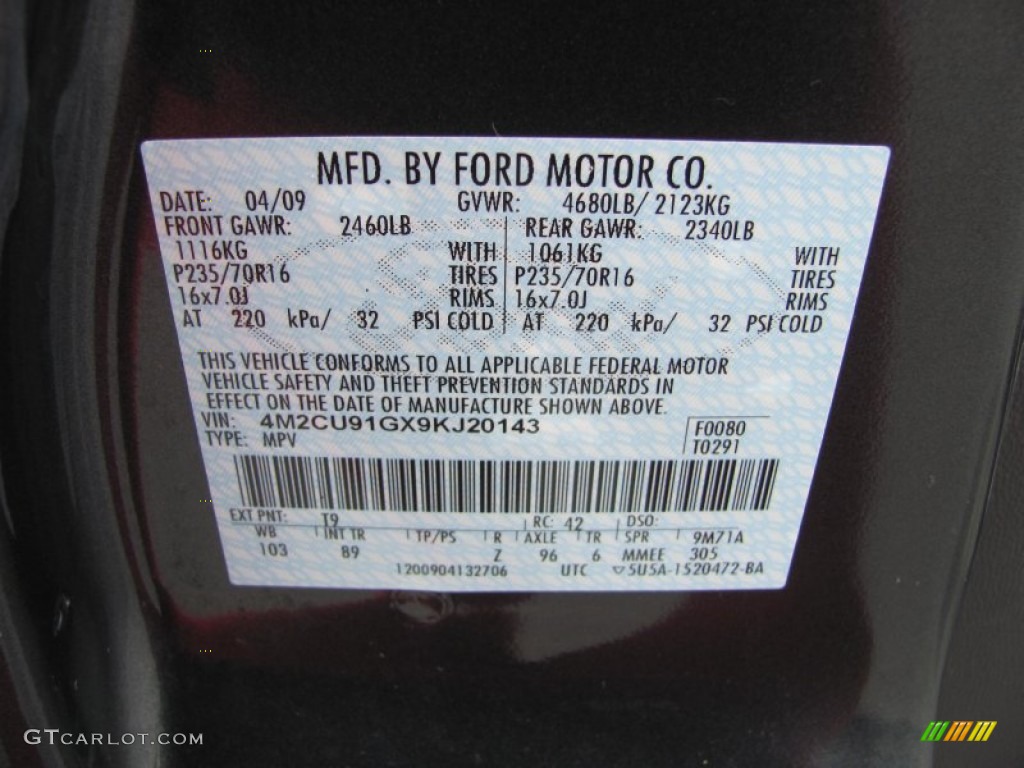 MFD. BY FORD MOTOR CO.
DATE: 04/09 GVWR: 4680LB/ 2123KG
FRONT GAWR: 2460LB REAR GAWR: 2340LB
1116KG WITH 1061KG WITH
P235/70R16 TIRES P235/70R16 TIRES
16x7.0J RIMS 16x7.0J RIMS
AT 220 kPa/ 32 PSI COLD AT 220 kPa/ 32 PSI COLD
THIS VEHICLE CONFORMS TO ALL APPLICABLE FEDERAL MOTOR
VEHICLE SAFETY AND THEFT PREVENTION STANDARDS IN
EFFECT ON THE DATE OF MANUFACTURE SHOWN ABOVE.
VIN: 4M2CU91GX9KJ20143 F0080
TYPE: MPV T0291
EXT PNT: T9 RC: 42 DSO:
WB INT TR TP/PS R AXLE TR SPR 9M71A
103 89 Z 96 6 MMEE 305
1200904132706 UTC ▽5U5A-1520472-BA
GTCARLOT.COM